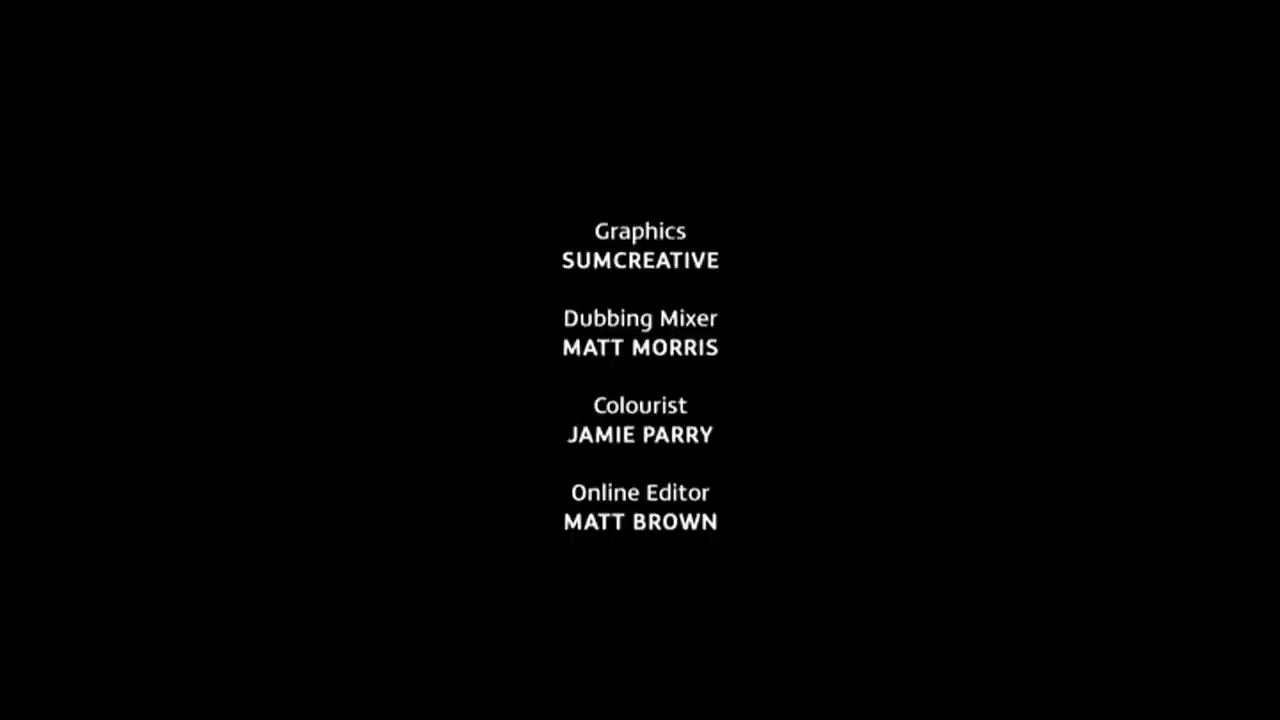 Graphics
SUMCREATIVE
Dubbing Mixer
MATT MORRIS
Colourist
JAMIE PARRY
Online Editor
MATT BROWN